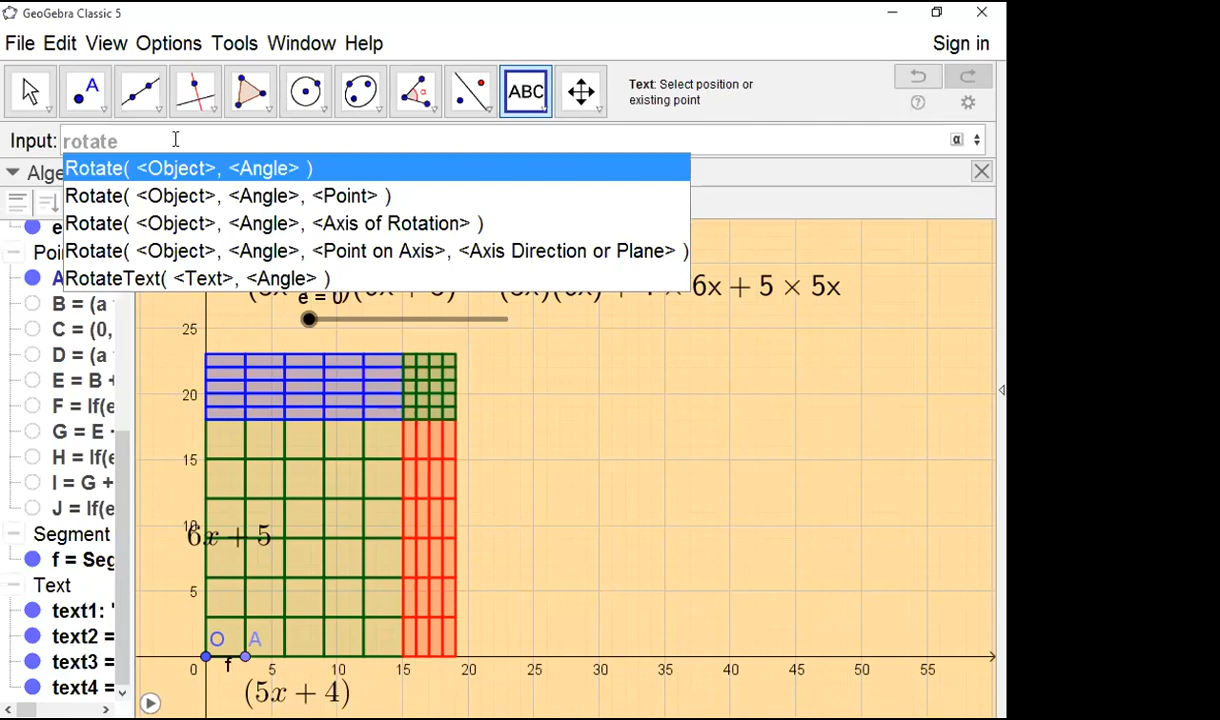 GeoGebra Classic 5
File Edit View Options Tools Window Help Sign in
A ABC Text: Select position or
existing point
Input: rotate α
Rotate( <Object>, <Angle> )
Rotate( <Object>, <Angle>, <Point> )
Rotate( <Object>, <Angle>, <Axis of Rotation> )
Rotate( <Object>, <Angle>, <Point on Axis>, <Axis Direction or Plane> )
RotateText( <Text>, <Angle> )
Alge
e
Poi
A
B = (a
C = (0,
D = (a
E = B +
F = If(e
G = E
H = If(e
I = G +
J = If(e
Segment
f = Seg
Text
text1: "
text2 =
text3 =
text4 =
6x + 5 × 5x
e = 0
25
20
15
10
5
6x + 5
O A
f
0 5 10 15 20 25 30 35 40 45 50 55
(5x + 4)